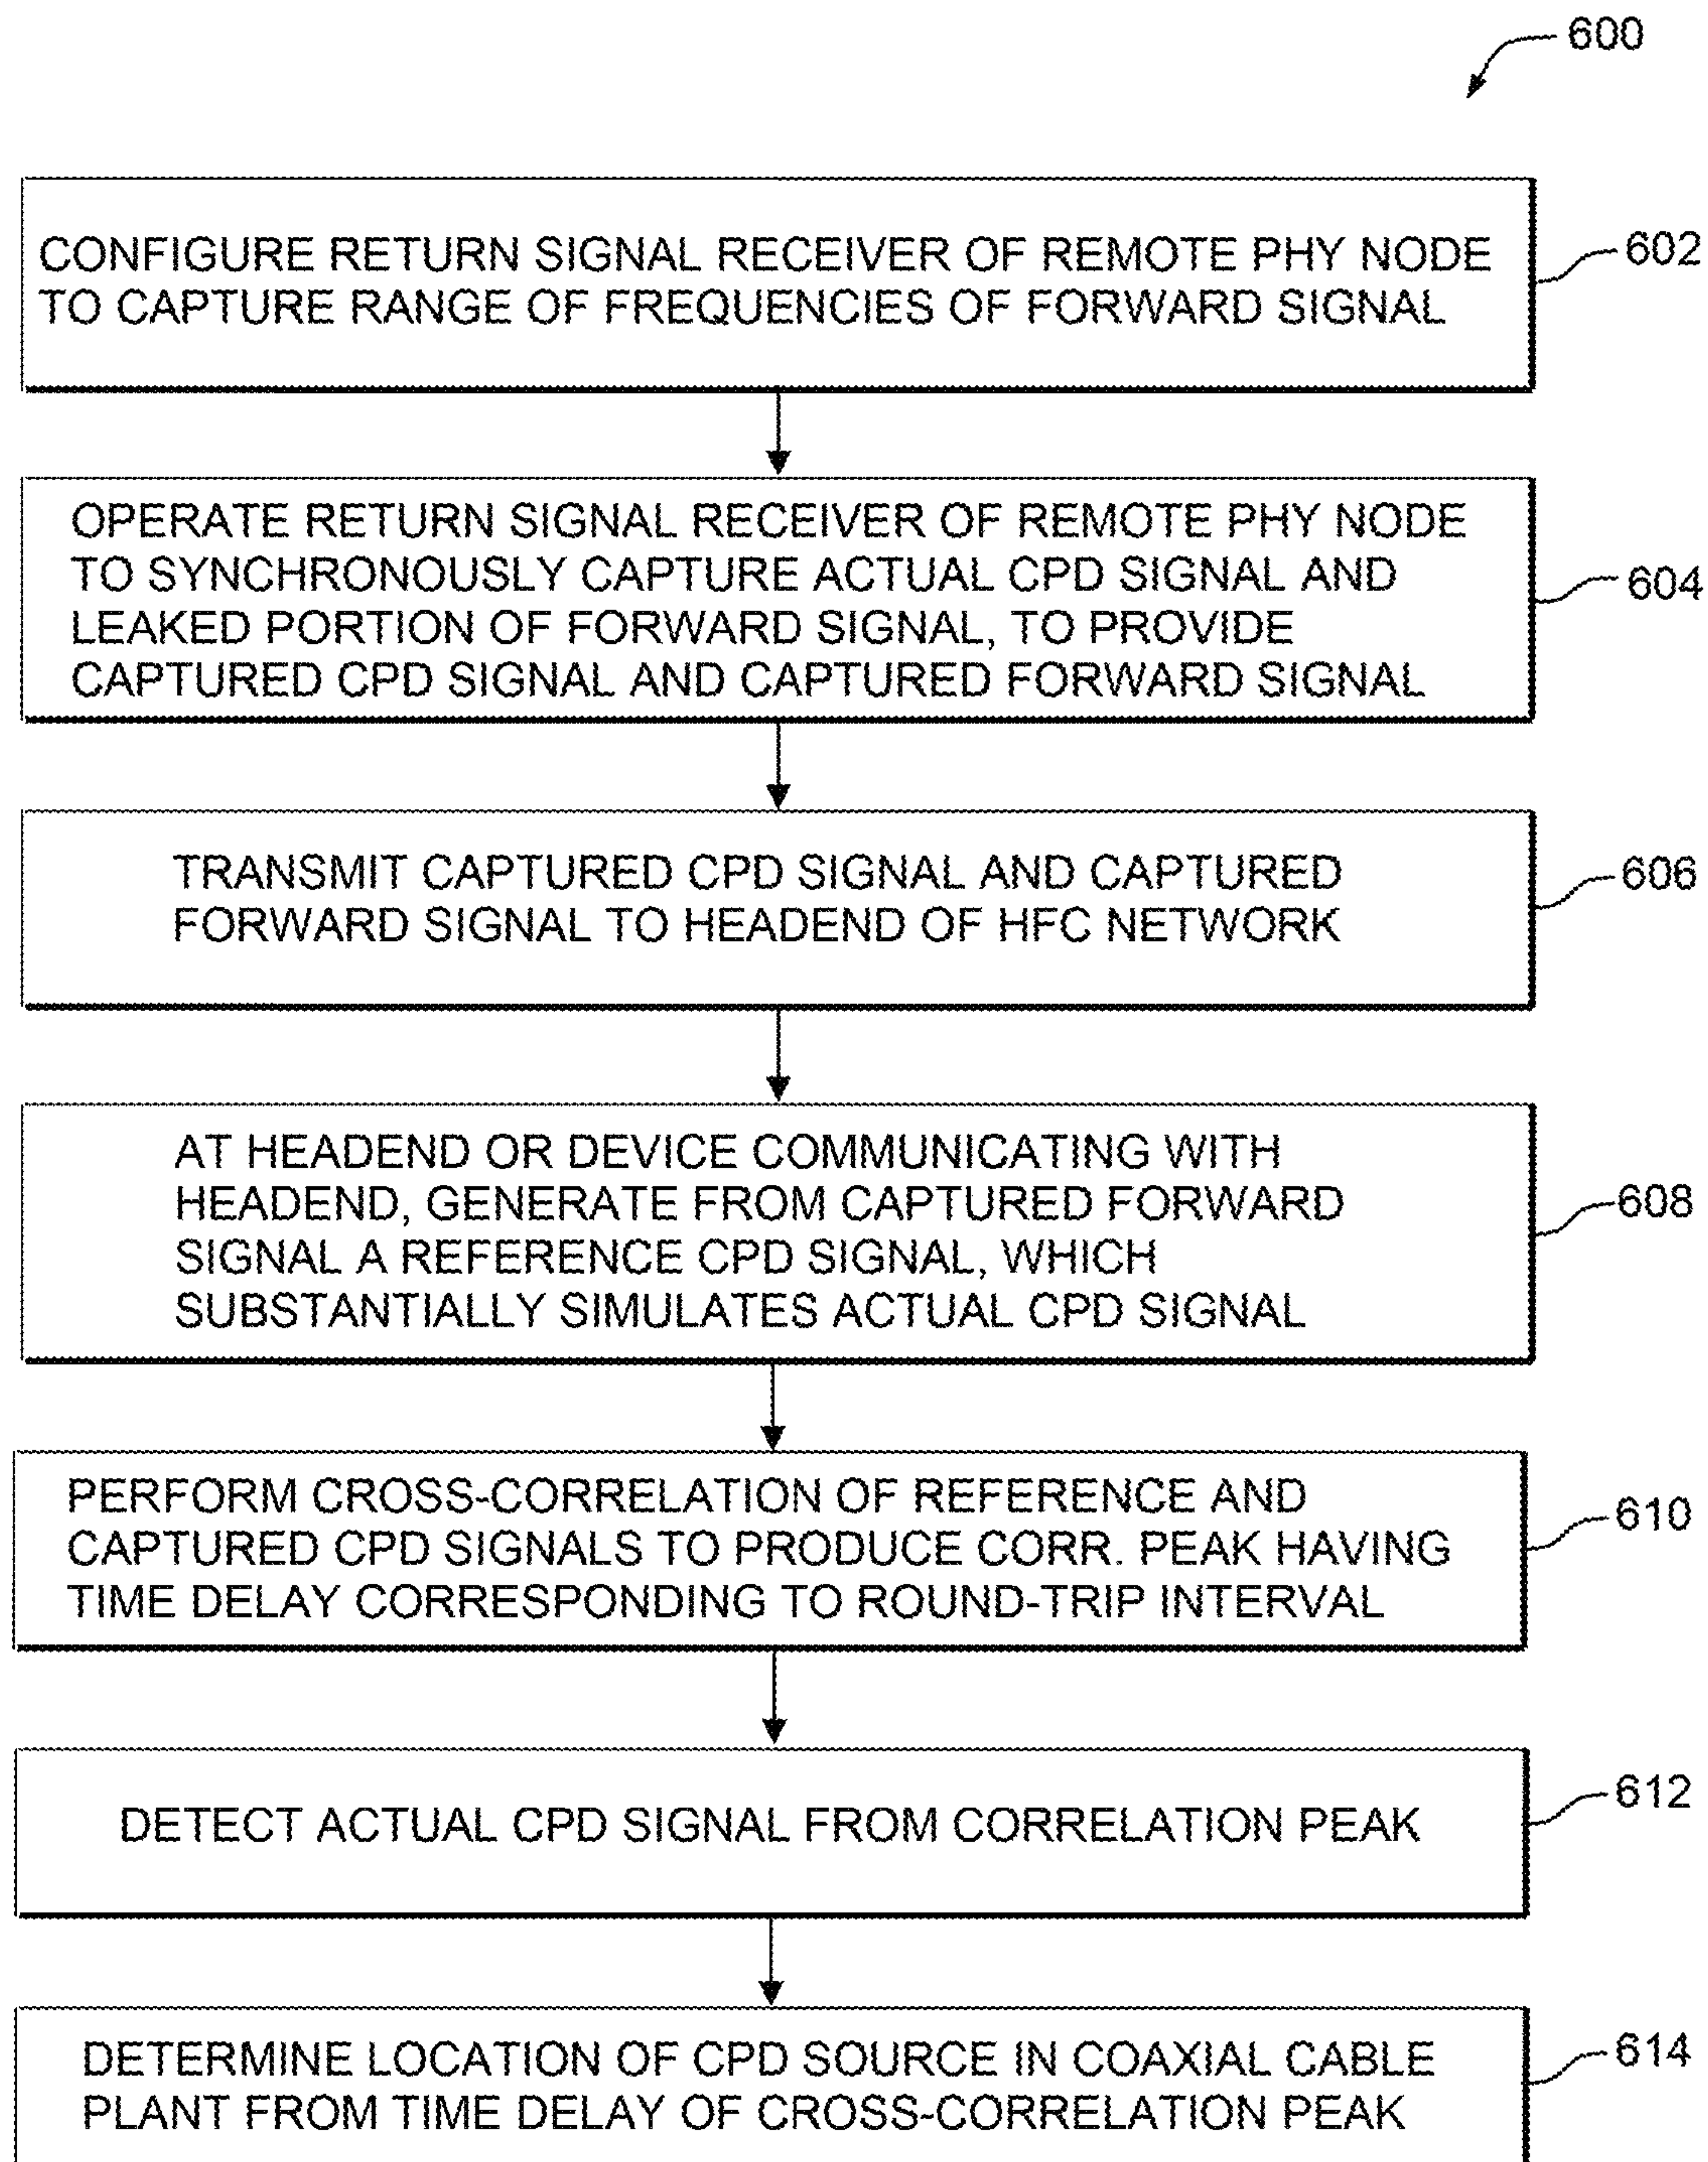 600
CONFIGURE RETURN SIGNAL RECEIVER OF REMOTE PHY NODE
TO CAPTURE RANGE OF FREQUENCIES OF FORWARD SIGNAL
602
OPERATE RETURN SIGNAL RECEIVER OF REMOTE PHY NODE
TO SYNCHRONOUSLY CAPTURE ACTUAL CPD SIGNAL AND
LEAKED PORTION OF FORWARD SIGNAL, TO PROVIDE
CAPTURED CPD SIGNAL AND CAPTURED FORWARD SIGNAL
604
TRANSMIT CAPTURED CPD SIGNAL AND CAPTURED
FORWARD SIGNAL TO HEADEND OF HFC NETWORK
606
AT HEADEND OR DEVICE COMMUNICATING WITH
HEADEND, GENERATE FROM CAPTURED FORWARD
SIGNAL A REFERENCE CPD SIGNAL, WHICH
SUBSTANTIALLY SIMULATES ACTUAL CPD SIGNAL
608
PERFORM CROSS-CORRELATION OF REFERENCE AND
CAPTURED CPD SIGNALS TO PRODUCE CORR. PEAK HAVING
TIME DELAY CORRESPONDING TO ROUND-TRIP INTERVAL
610
DETECT ACTUAL CPD SIGNAL FROM CORRELATION PEAK
612
DETERMINE LOCATION OF CPD SOURCE IN COAXIAL CABLE
PLANT FROM TIME DELAY OF CROSS-CORRELATION PEAK
614